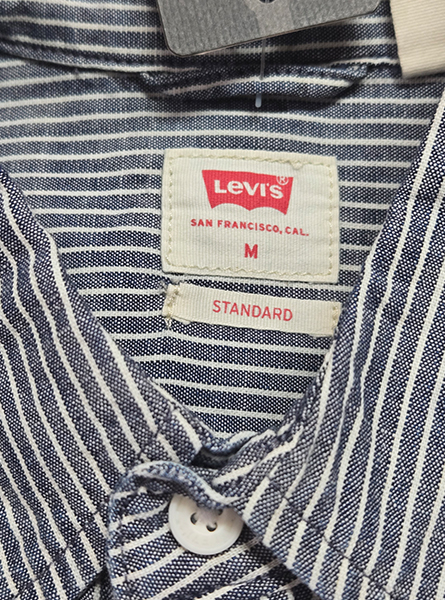 Levi's ®
SAN FRANCISCO, CAL.
M
STANDARD